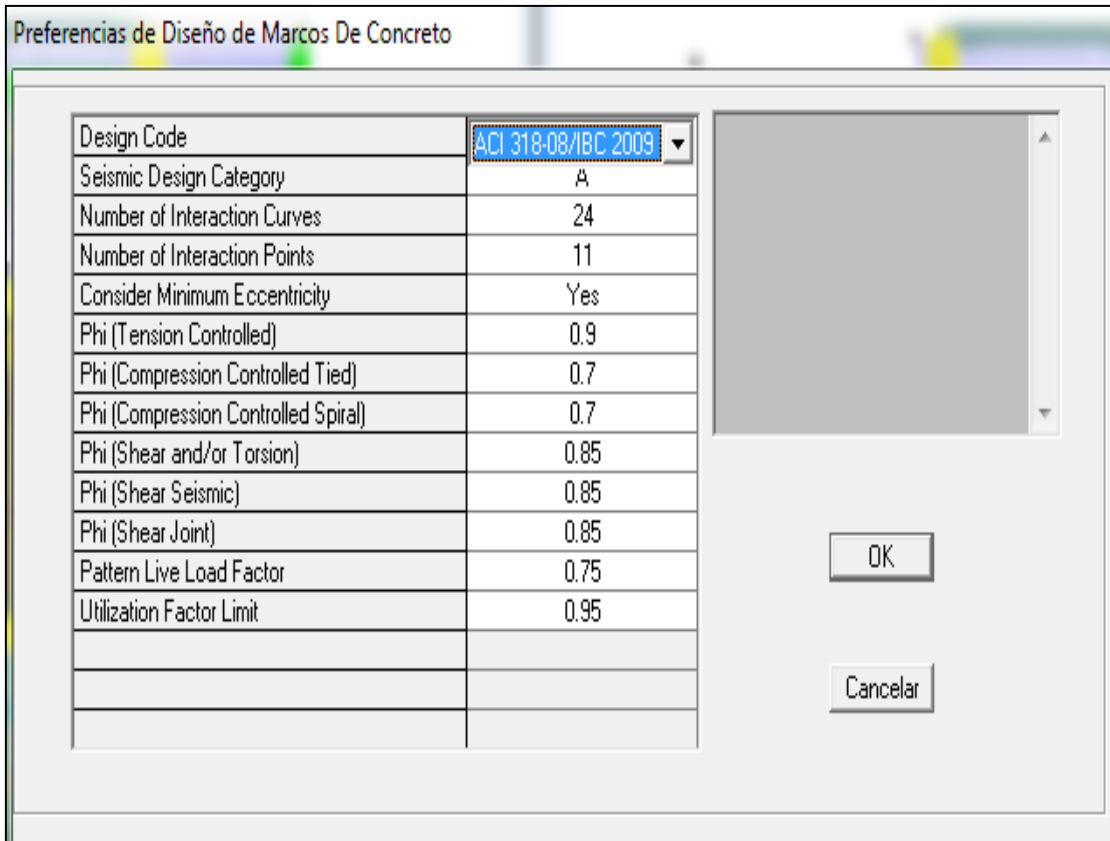 Preferencias de Diseño de Marcos De Concreto
Design Code ACI 318-08/IBC 2009
Seismic Design Category A
Number of Interaction Curves 24
Number of Interaction Points 11
Consider Minimum Eccentricity Yes
Phi (Tension Controlled) 0.9
Phi (Compression Controlled Tied) 0.7
Phi (Compression Controlled Spiral) 0.7
Phi (Shear and/or Torsion) 0.85
Phi (Shear Seismic) 0.85
Phi (Shear Joint) 0.85
Pattern Live Load Factor 0.75
Utilization Factor Limit 0.95
OK
Cancelar